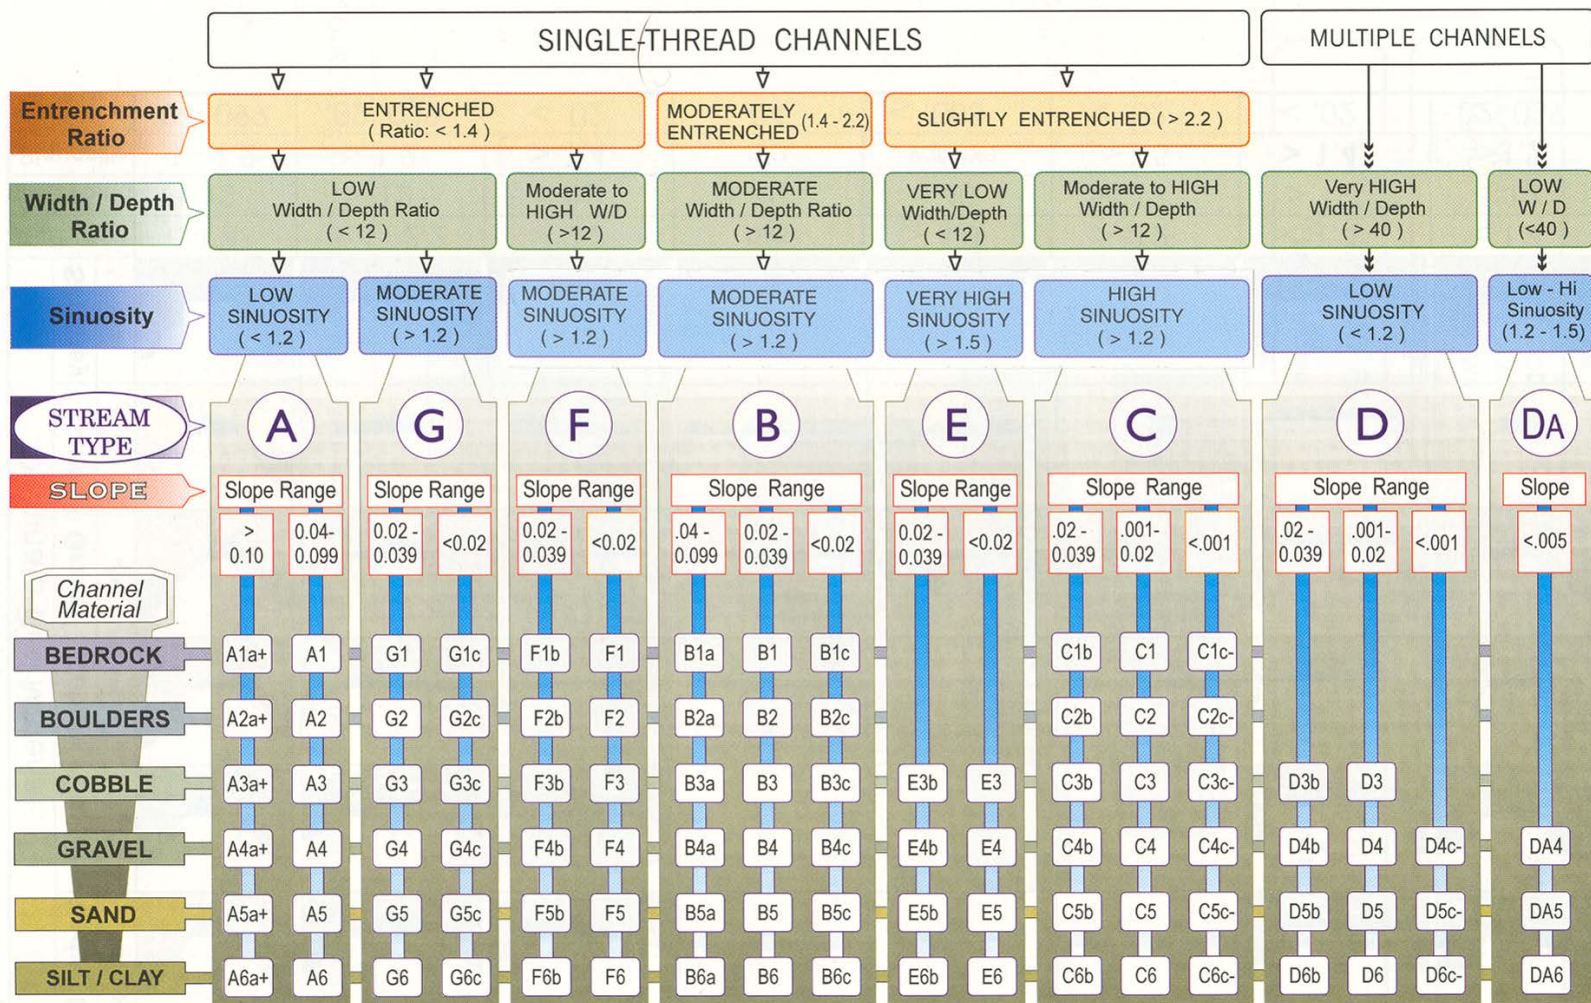 SINGLE-THREAD CHANNELS
MULTIPLE CHANNELS
Entrenchment
Ratio
ENTRENCHED
( Ratio: < 1.4 )
MODERATELY
ENTRENCHED (1.4 - 2.2)
SLIGHTLY ENTRENCHED ( > 2.2 )
Width / Depth
Ratio
LOW
Width / Depth Ratio
( < 12 )
Moderate to
HIGH W/D
( >12 )
MODERATE
Width / Depth Ratio
( > 12 )
VERY LOW
Width/Depth
( < 12 )
Moderate to HIGH
Width / Depth
( > 12 )
Very HIGH
Width / Depth
( > 40 )
LOW
W / D
(<40 )
Sinuosity
LOW
SINUOSITY
( < 1.2 )
MODERATE
SINUOSITY
( > 1.2 )
MODERATE
SINUOSITY
( > 1.2 )
MODERATE
SINUOSITY
( > 1.2 )
VERY HIGH
SINUOSITY
( > 1.5 )
HIGH
SINUOSITY
( > 1.2 )
LOW
SINUOSITY
( < 1.2 )
Low - Hi
Sinuosity
(1.2 - 1.5)
STREAM
TYPE
A G F B E C D DA
SLOPE
Slope Range Slope Range Slope Range Slope Range Slope Range Slope Range Slope Range Slope
>
0.10
0.04-
0.099
0.02 -
0.039
<0.02
0.02 -
0.039
<0.02
.04 -
0.099
0.02 -
0.039
<0.02
0.02 -
0.039
<0.02
.02 -
0.039
.001-
0.02
<.001
.02 -
0.039
.001-
0.02
<.001
<.005
Channel
Material
BEDROCK A1a+ A1 G1 G1c F1b F1 B1a B1 B1c C1b C1 C1c-
BOULDERS A2a+ A2 G2 G2c F2b F2 B2a B2 B2c C2b C2 C2c-
COBBLE A3a+ A3 G3 G3c F3b F3 B3a B3 B3c E3b E3 C3b C3 C3c- D3b D3
GRAVEL A4a+ A4 G4 G4c F4b F4 B4a B4 B4c E4b E4 C4b C4 C4c- D4b D4 D4c- DA4
SAND A5a+ A5 G5 G5c F5b F5 B5a B5 B5c E5b E5 C5b C5 C5c- D5b D5 D5c- DA5
SILT / CLAY A6a+ A6 G6 G6c F6b F6 B6a B6 B6c E6b E6 C6b C6 C6c- D6b D6 D6c- DA6